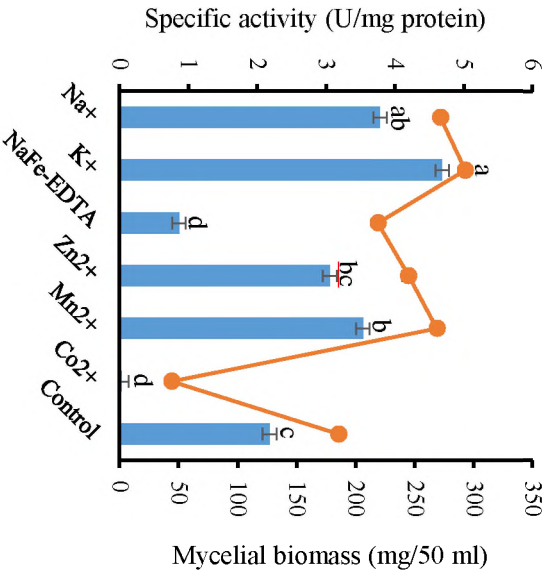 Specific activity (U/mg protein)
0 1 2 3 4 5 6
Na+ ab
K+ a
NaFe-EDTA d
Zn2+ bc
Mn2+ b
Co2+ d
Control c
0 50 100 150 200 250 300 350
Mycelial biomass (mg/50 ml)